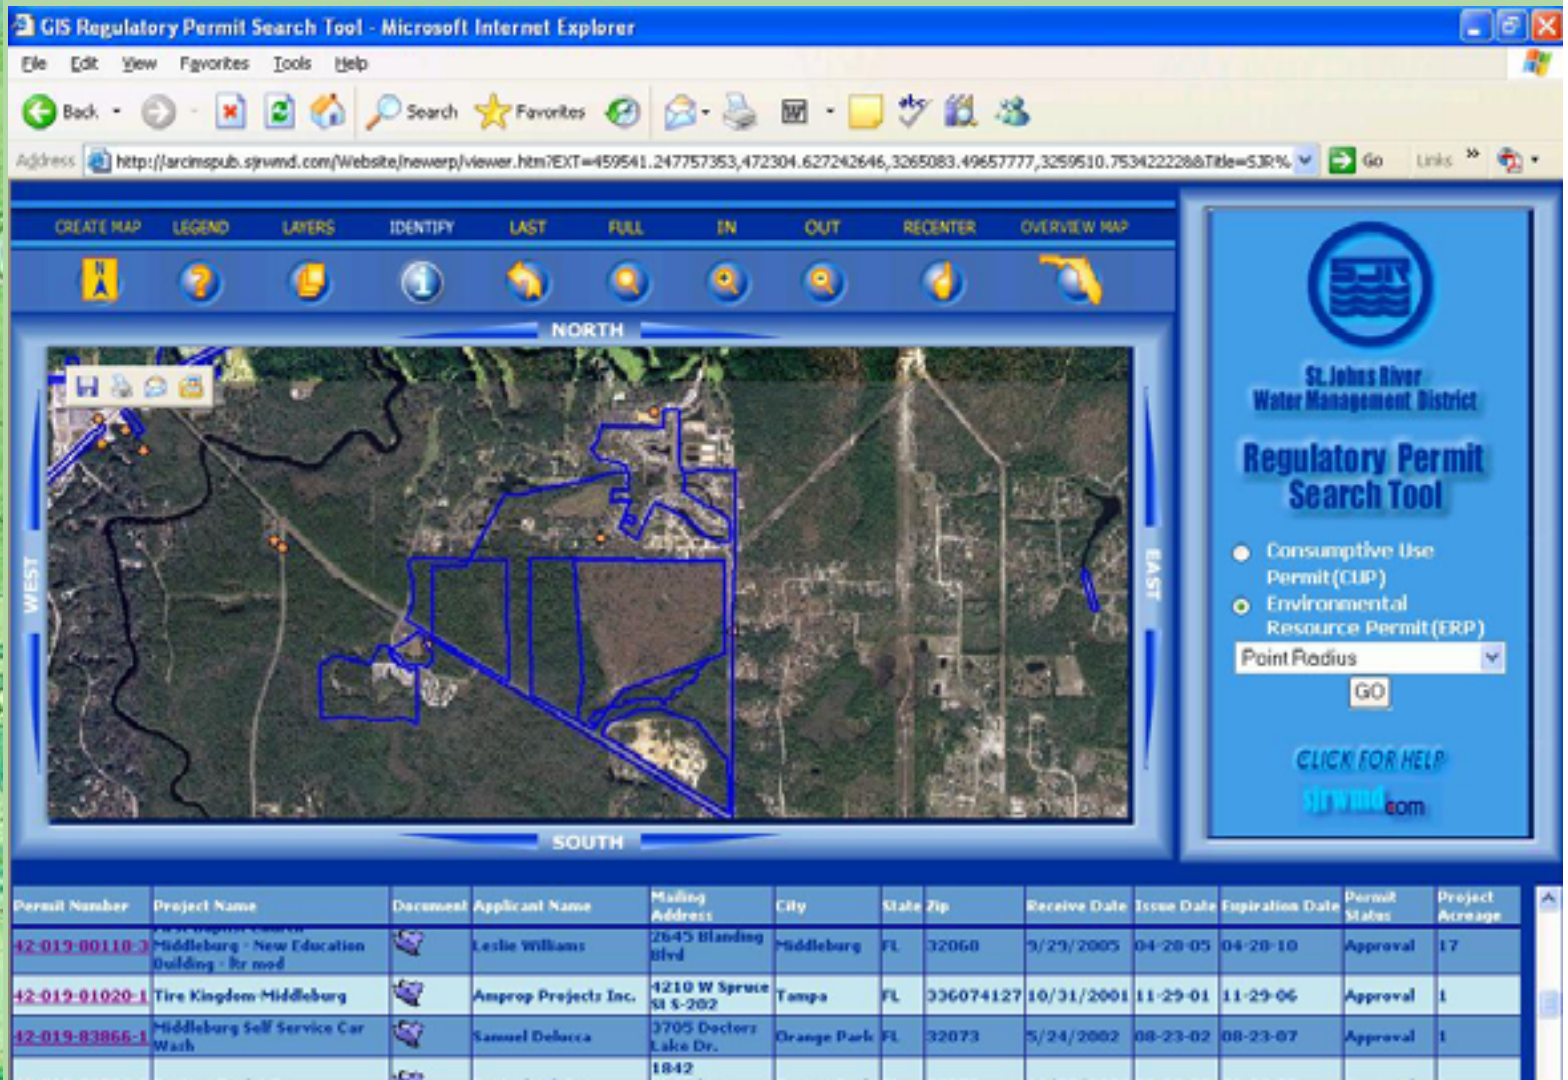 GIS Regulatory Permit Search Tool - Microsoft Internet Explorer
File Edit View Favorites Tools Help
Back Search Favorites
Address http://arcimspub.sjrwmd.com/Website/newerp/viewer.htm?EXT=459541.247757353,472304.627242646,3265083.49657777,3259510.753422228&Title=SJR% Go Links
CREATE MAP LEGEND LAYERS IDENTIFY LAST FULL IN OUT RECENTER OVERVIEW MAP
N
NORTH
WEST
EAST
SOUTH
SJR
St. Johns River
Water Management District
Regulatory Permit
Search Tool
Consumptive Use
Permit(CUP)
Environmental
Resource Permit(ERP)
Point Radius
GO
CLICK FOR HELP
sjrwmd.com
Permit Number Project Name Document Applicant Name Mailing Address City State Zip Receive Date Issue Date Expiration Date Permit Status Project Acreage
42-019-80118-3 First Baptist Church Middleburg - New Education Building - ltr mod Leslie Williams 2645 Blanding Blvd Middleburg FL 32068 9/29/2005 04-28-05 04-28-10 Approval 17
42-019-81020-1 Tire Kingdom-Middleburg Amprop Projects Inc. 4210 W Spruce St S-202 Tampa FL 336074127 10/31/2001 11-29-01 11-29-06 Approval 1
42-019-83866-1 Middleburg Self Service Car Wash Samuel Delucca 3705 Doctors Lake Dr. Orange Park FL 32073 5/24/2002 08-23-02 08-23-07 Approval 1
1842